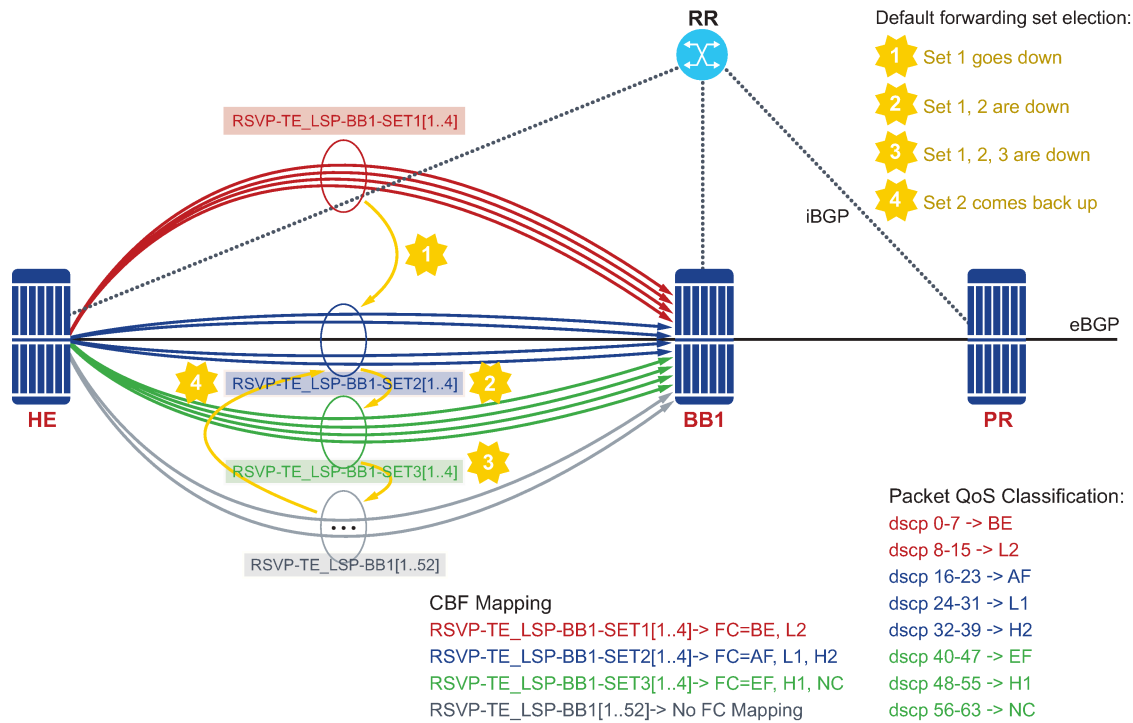 RR
Default forwarding set election:
1 Set 1 goes down
2 Set 1, 2 are down
3 Set 1, 2, 3 are down
4 Set 2 comes back up
RSVP-TE_LSP-BB1-SET1[1..4]
iBGP
1
eBGP
4
RSVP-TE_LSP-BB1-SET2[1..4]
2
HE
BB1
PR
RSVP-TE_LSP-BB1-SET3[1..4]
3
...
RSVP-TE_LSP-BB1[1..52]
CBF Mapping
RSVP-TE_LSP-BB1-SET1[1..4]-> FC=BE, L2
RSVP-TE_LSP-BB1-SET2[1..4]-> FC=AF, L1, H2
RSVP-TE_LSP-BB1-SET3[1..4]-> FC=EF, H1, NC
RSVP-TE_LSP-BB1[1..52]-> No FC Mapping
Packet QoS Classification:
dscp 0-7 -> BE
dscp 8-15 -> L2
dscp 16-23 -> AF
dscp 24-31 -> L1
dscp 32-39 -> H2
dscp 40-47 -> EF
dscp 48-55 -> H1
dscp 56-63 -> NC